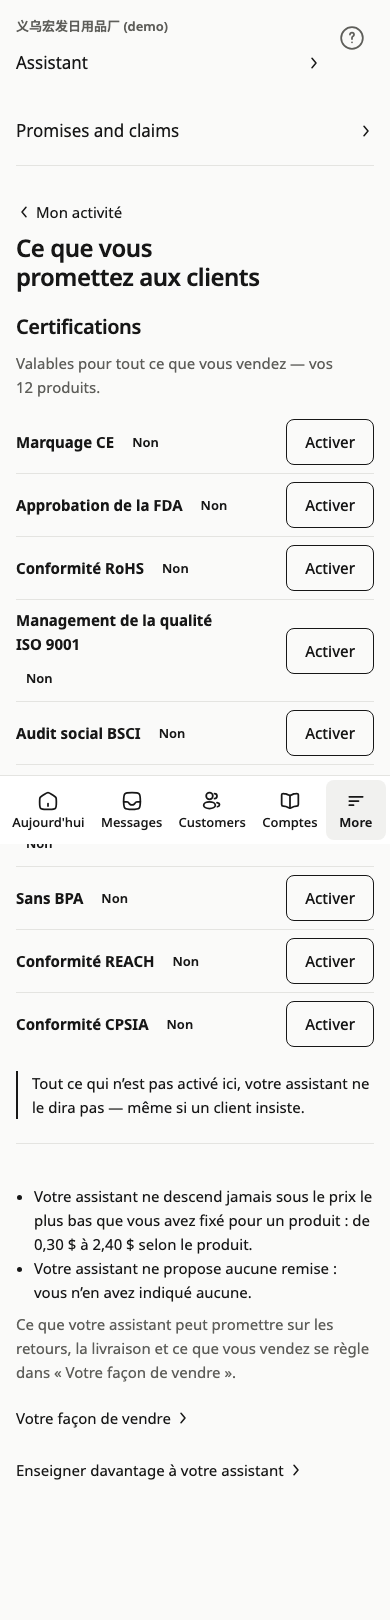 义乌宏发日用品厂 (demo)
Assistant
Promises and claims
Mon activité
Ce que vous
promettez aux clients
Certifications
Valables pour tout ce que vous vendez — vos
12 produits.
Marquage CE Non Activer
Approbation de la FDA Non Activer
Conformité RoHS Non Activer
Management de la qualité
ISO 9001
Non
Activer
Audit social BSCI Non Activer
Aujourd'hui Messages Customers Comptes More
Non
Sans BPA Non Activer
Conformité REACH Non Activer
Conformité CPSIA Non Activer
Tout ce qui n’est pas activé ici, votre assistant ne
le dira pas — même si un client insiste.
• Votre assistant ne descend jamais sous le prix le
plus bas que vous avez fixé pour un produit : de
0,30 $ à 2,40 $ selon le produit.
• Votre assistant ne propose aucune remise :
vous n’en avez indiqué aucune.
Ce que votre assistant peut promettre sur les
retours, la livraison et ce que vous vendez se règle
dans « Votre façon de vendre ».
Votre façon de vendre
Enseigner davantage à votre assistant